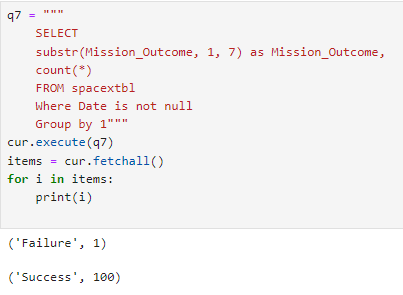 q7 = """
SELECT
substr(Mission_Outcome, 1, 7) as Mission_Outcome,
count(*)
FROM spacextbl
Where Date is not null
Group by 1"""
cur.execute(q7)
items = cur.fetchall()
for i in items:
print(i)
('Failure', 1)
('Success', 100)